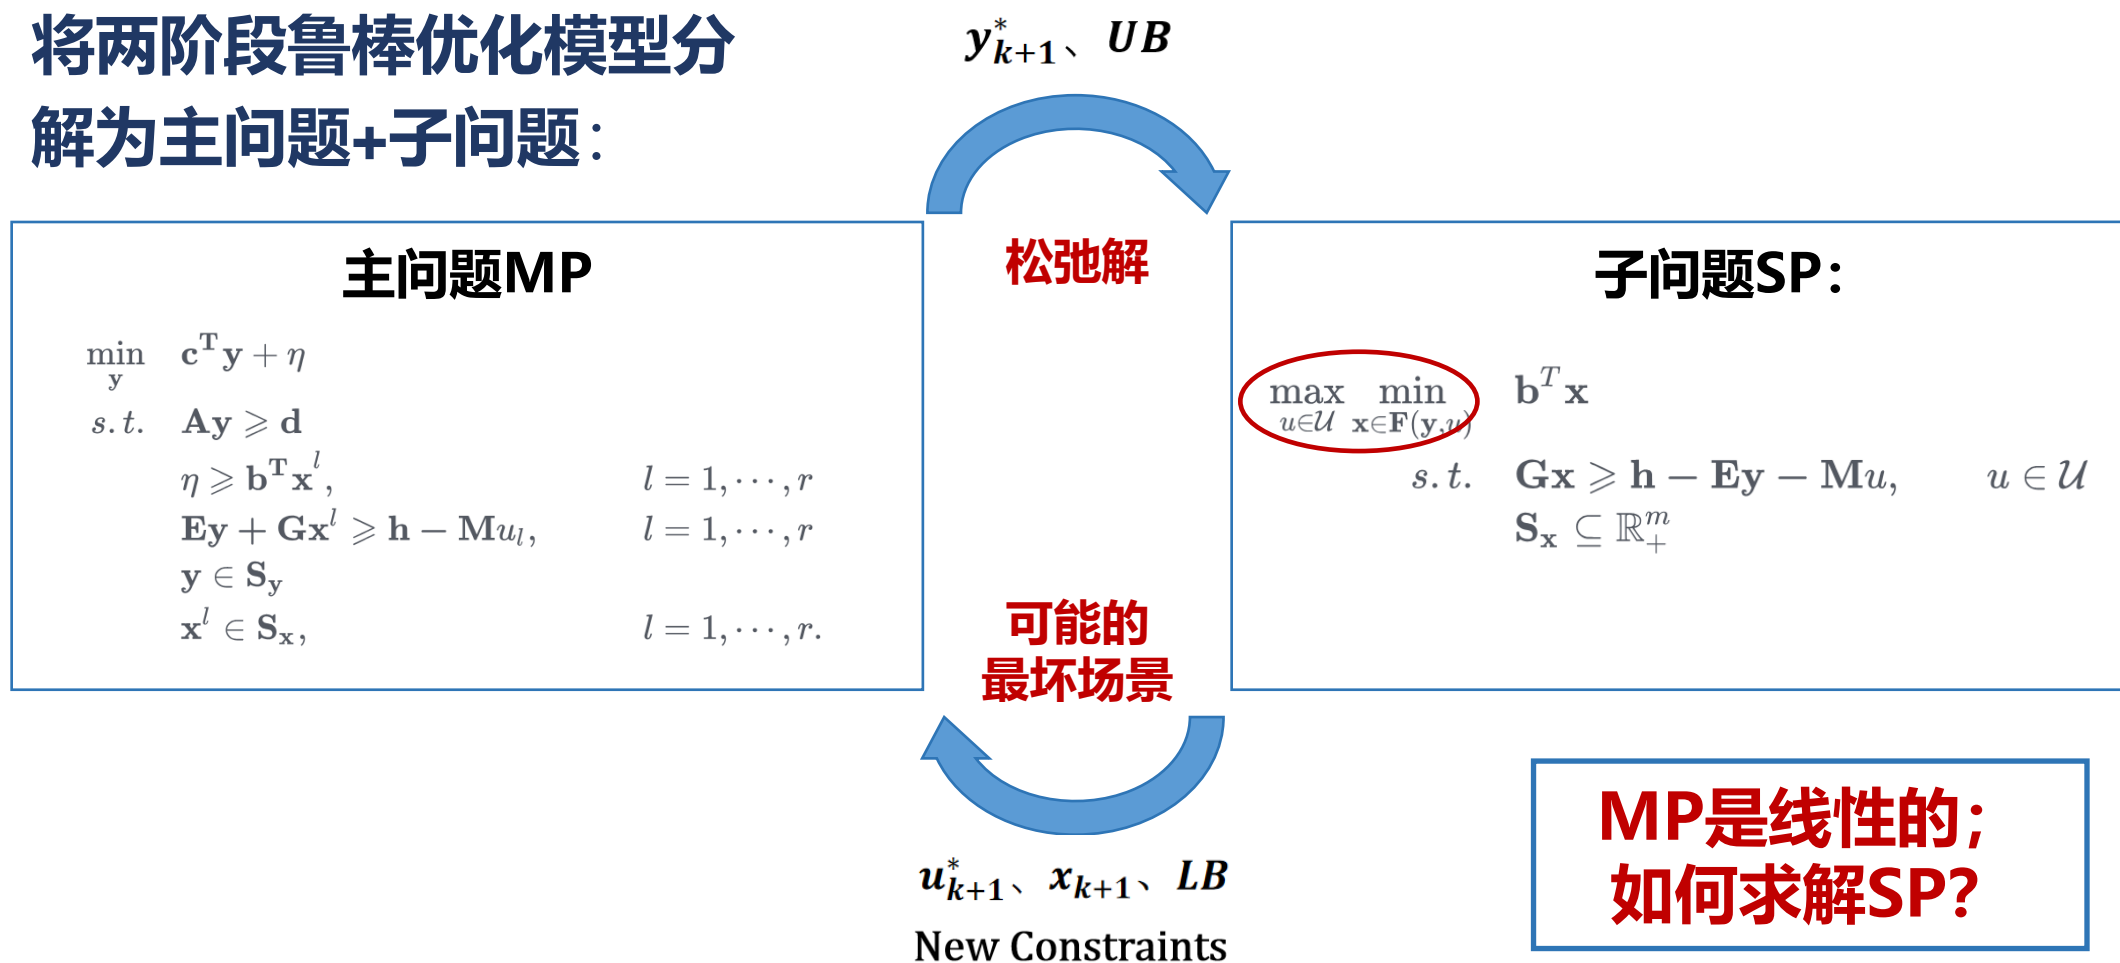 将两阶段鲁棒优化模型分
解为主问题+子问题：
y*k+1、UB
松弛解
主问题MP
min y c^T y + η
s.t. Ay ⩾ d
η ⩾ b^T x^l, l = 1, ⋯, r
Ey + Gx^l ⩾ h − Mu_l, l = 1, ⋯, r
y ∈ S_y
x^l ∈ S_x, l = 1, ⋯, r.
可能的
最坏场景
子问题SP：
max u∈𝒰 min x∈F(y,u) b^T x
s.t. Gx ⩾ h − Ey − Mu, u ∈ 𝒰
S_x ⊆ ℝ^m_+
u*k+1、xk+1、LB
New Constraints
MP是线性的；
如何求解SP？